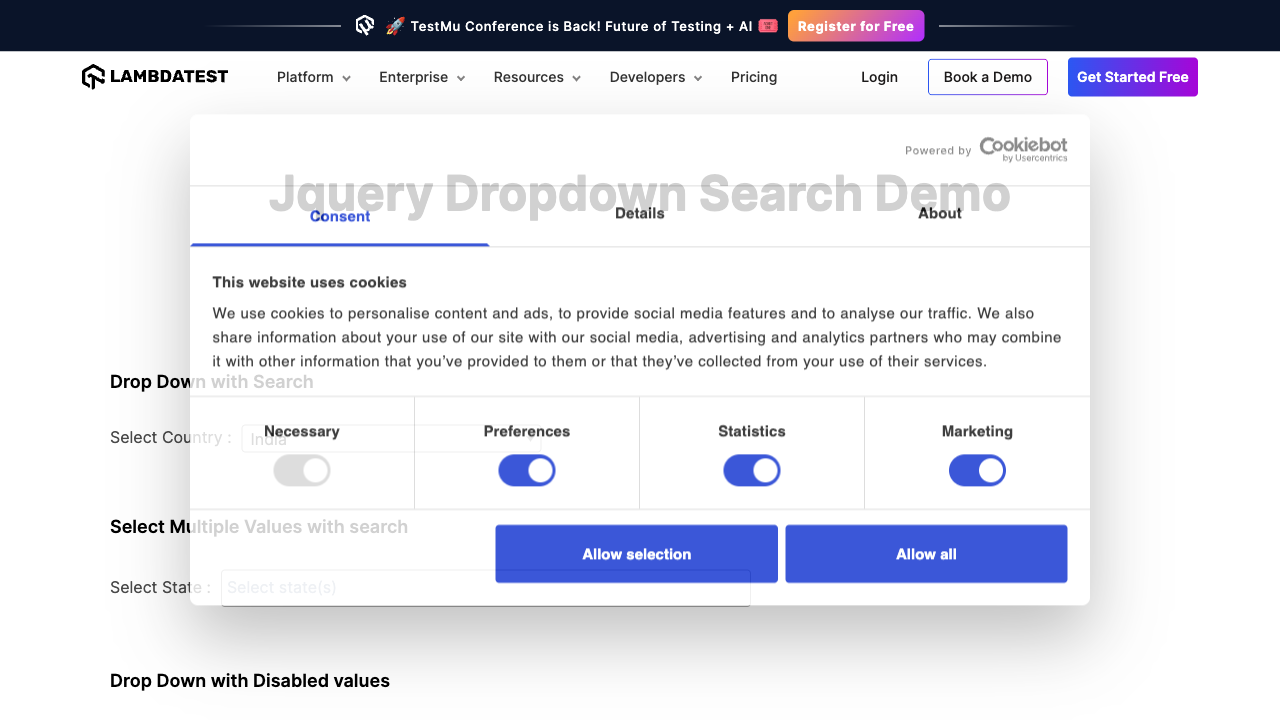 🚀 TestMu Conference is Back! Future of Testing + AI 🎟️ Register for Free
LAMBDATEST Platform Enterprise Resources Developers Pricing Login Book a Demo Get Started Free
Powered by Cookiebot
by Usercentrics
Jquery Dropdown Search Demo
Consent Details About
This website uses cookies
We use cookies to personalise content and ads, to provide social media features and to analyse our traffic. We also
share information about your use of our site with our social media, advertising and analytics partners who may combine
it with other information that you’ve provided to them or that they’ve collected from your use of their services.
Drop Down with Search
Necessary Preferences Statistics Marketing
Select Country : India
Select Multiple Values with search
Allow selection Allow all
Select State : Select state(s)
Drop Down with Disabled values